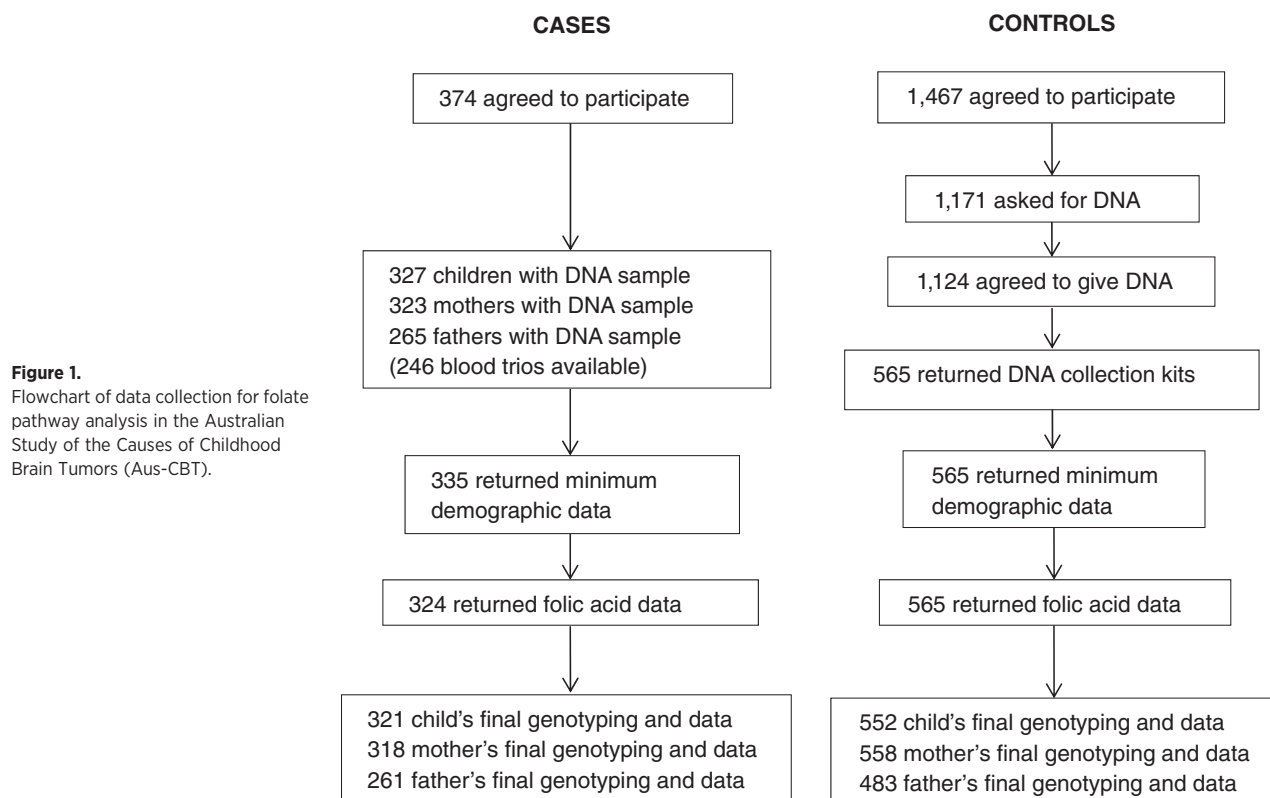 CASES
374 agreed to participate
327 children with DNA sample
323 mothers with DNA sample
265 fathers with DNA sample
(246 blood trios available)
335 returned minimum
demographic data
324 returned folic acid data
321 child's final genotyping and data
318 mother's final genotyping and data
261 father's final genotyping and data
CONTROLS
1,467 agreed to participate
1,171 asked for DNA
1,124 agreed to give DNA
565 returned DNA collection kits
565 returned minimum
demographic data
565 returned folic acid data
552 child's final genotyping and data
558 mother's final genotyping and data
483 father's final genotyping and data
Figure 1.
Flowchart of data collection for folate
pathway analysis in the Australian
Study of the Causes of Childhood
Brain Tumors (Aus-CBT).